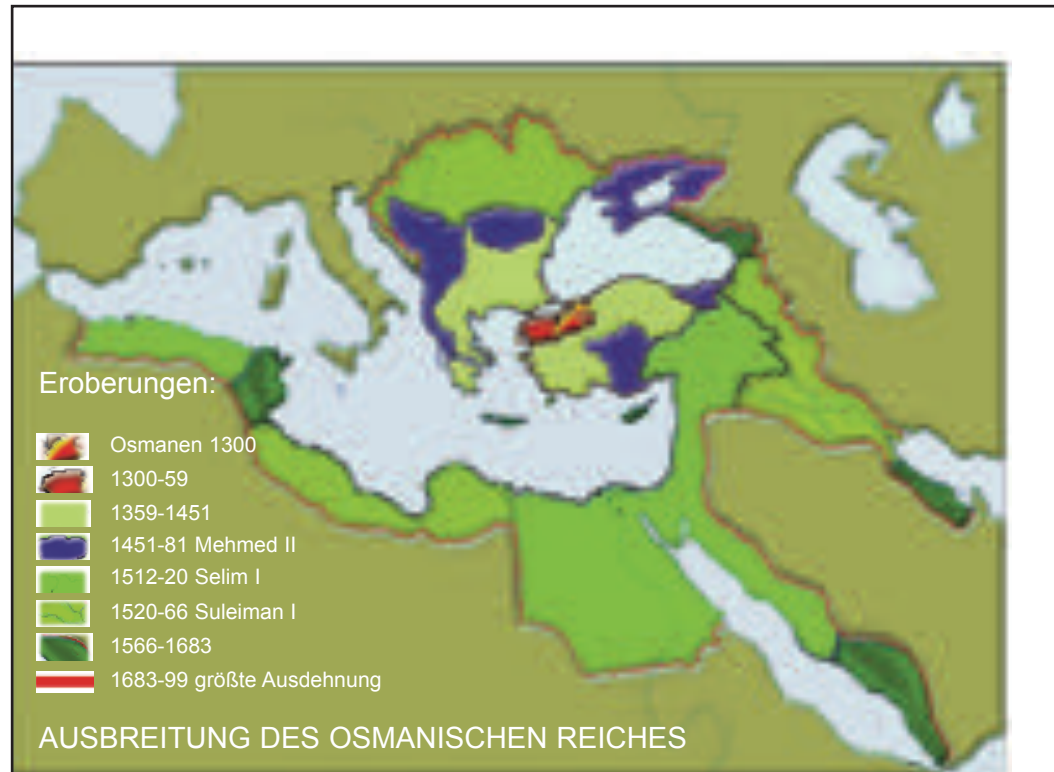 Eroberungen:
Osmanen 1300
1300-59
1359-1451
1451-81 Mehmed II
1512-20 Selim I
1520-66 Suleiman I
1566-1683
1683-99 größte Ausdehnung
AUSBREITUNG DES OSMANISCHEN REICHES